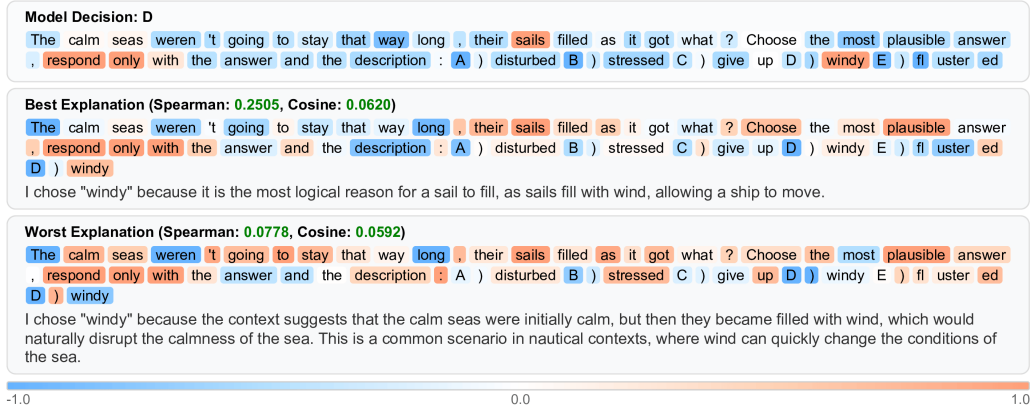 Model Decision: D
The calm seas weren 't going to stay that way long , their sails filled as it got what ? Choose the most plausible answer
, respond only with the answer and the description : A ) disturbed B ) stressed C ) give up D ) windy E ) fl uster ed
Best Explanation (Spearman: 0.2505, Cosine: 0.0620)
The calm seas weren 't going to stay that way long , their sails filled as it got what ? Choose the most plausible answer
, respond only with the answer and the description : A ) disturbed B ) stressed C ) give up D ) windy E ) fl uster ed
D ) windy
I chose "windy" because it is the most logical reason for a sail to fill, as sails fill with wind, allowing a ship to move.
Worst Explanation (Spearman: 0.0778, Cosine: 0.0592)
The calm seas weren 't going to stay that way long , their sails filled as it got what ? Choose the most plausible answer
, respond only with the answer and the description : A ) disturbed B ) stressed C ) give up D ) windy E ) fl uster ed
D ) windy
I chose "windy" because the context suggests that the calm seas were initially calm, but then they became filled with wind, which would
naturally disrupt the calmness of the sea. This is a common scenario in nautical contexts, where wind can quickly change the conditions of
the sea.
-1.0 0.0 1.0